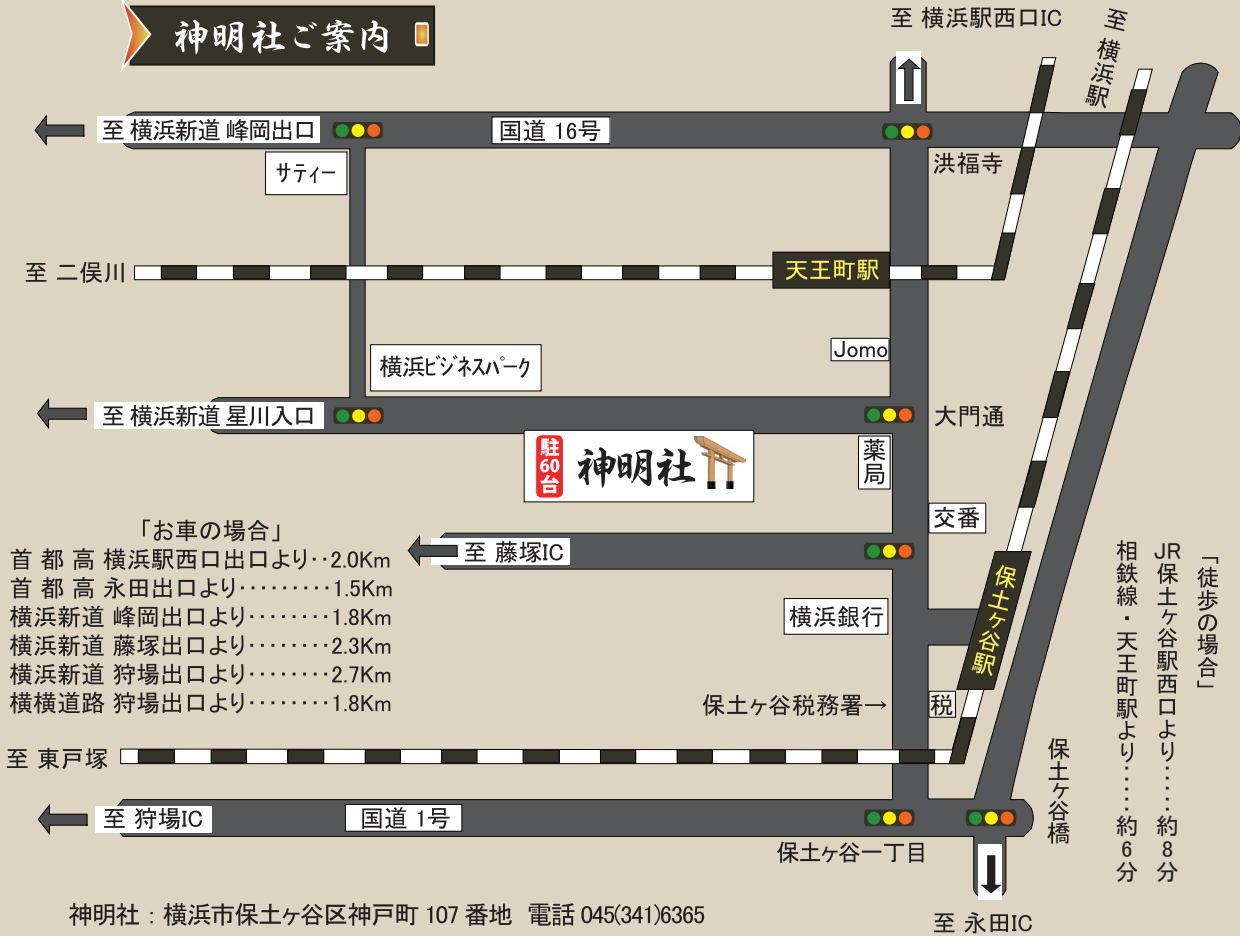 神明社ご案内
至 横浜駅西口IC
至 横浜駅
至 横浜新道 峰岡出口
国道 16号
サティー
洪福寺
至 二俣川
天王町駅
Jomo
横浜ビジネスパーク
至 横浜新道 星川入口
大門通
駐60台
神明社
薬局
交番
至 藤塚IC
「お車の場合」
首 都 高 横浜駅西口出口より‥2.0Km
首 都 高 永田出口より・・・・・・・・・1.5Km
横浜新道 峰岡出口より・・・・・・・・1.8Km
横浜新道 藤塚出口より・・・・・・・・2.3Km
横浜新道 狩場出口より・・・・・・・・2.7Km
横横道路 狩場出口より・・・・・・・・1.8Km
横浜銀行
保土ヶ谷駅
「徒歩の場合」
JR保土ヶ谷駅西口より・・・・・約8分
相鉄線・天王町駅より・・・・・・約6分
保土ヶ谷税務署→
税
至 東戸塚
保土ヶ谷橋
至 狩場IC
国道 1号
保土ヶ谷一丁目
神明社：横浜市保土ヶ谷区神戸町 107 番地 電話 045(341)6365
至 永田IC